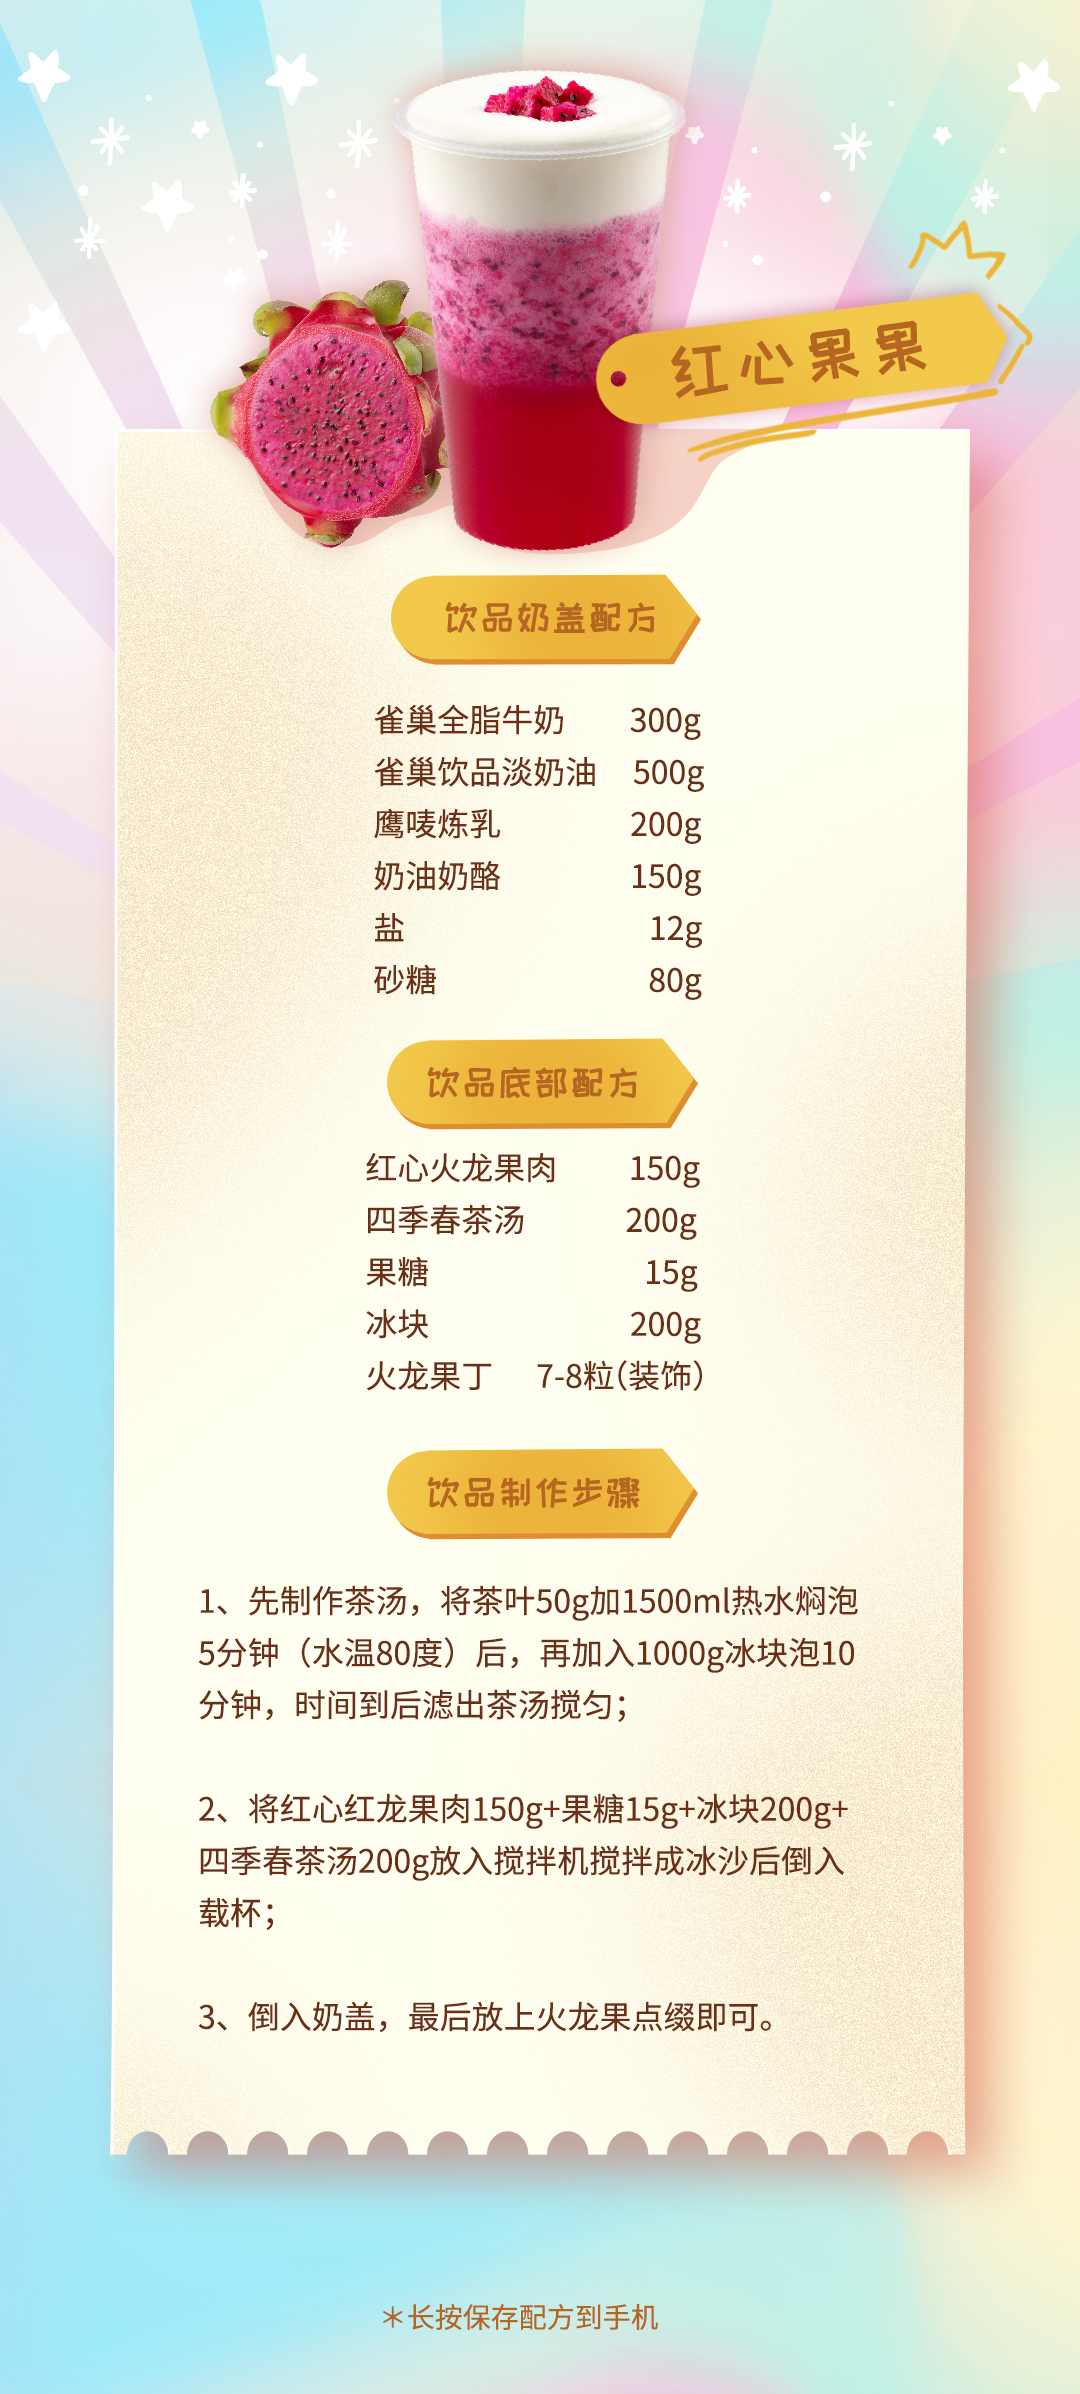 红心果果
饮品奶盖配方
雀巢全脂牛奶 300g
雀巢饮品淡奶油 500g
鹰唛炼乳 200g
奶油奶酪 150g
盐 12g
砂糖 80g
饮品底部配方
红心火龙果肉 150g
四季春茶汤 200g
果糖 15g
冰块 200g
火龙果丁 7-8粒(装饰)
饮品制作步骤
1、先制作茶汤，将茶叶50g加1500ml热水焖泡
5分钟（水温80度）后，再加入1000g冰块泡10
分钟，时间到后滤出茶汤搅匀；
2、将红心红龙果肉150g+果糖15g+冰块200g+
四季春茶汤200g放入搅拌机搅拌成冰沙后倒入
载杯；
3、倒入奶盖，最后放上火龙果点缀即可。
＊长按保存配方到手机